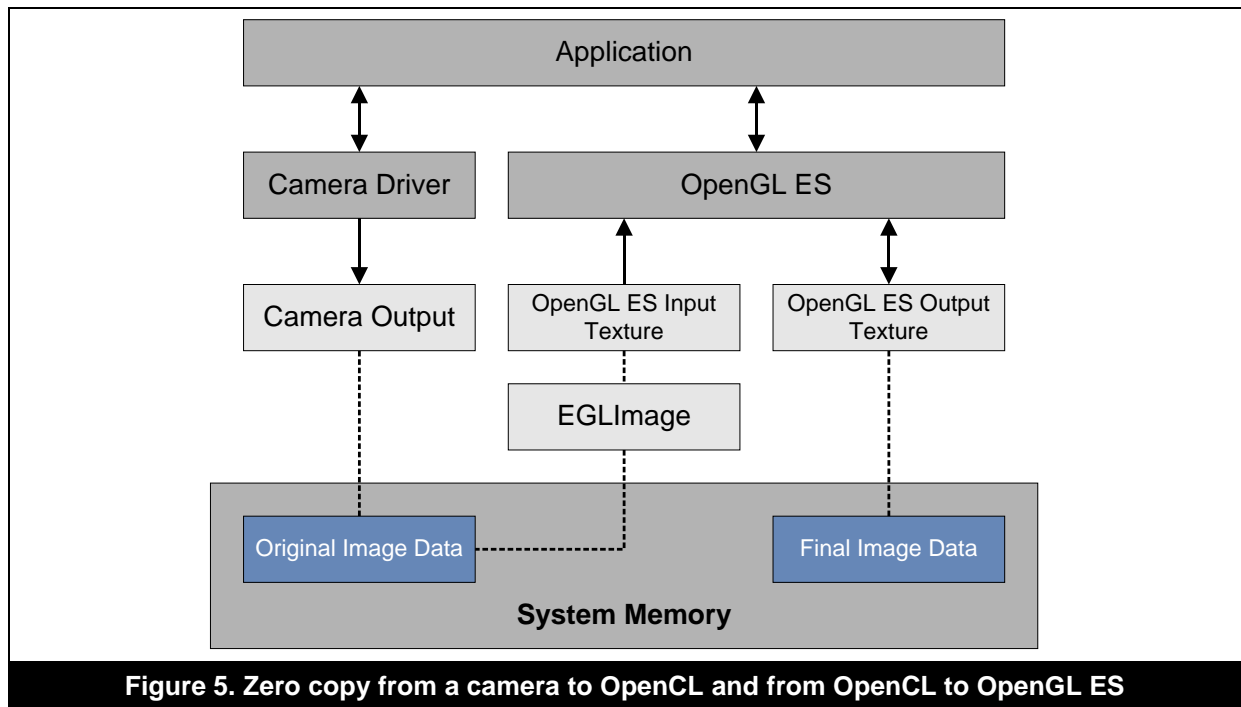 Application
Camera Driver
OpenGL ES
Camera Output
OpenGL ES Input
Texture
OpenGL ES Output
Texture
EGLImage
Original Image Data
Final Image Data
System Memory
Figure 5. Zero copy from a camera to OpenCL and from OpenCL to OpenGL ES